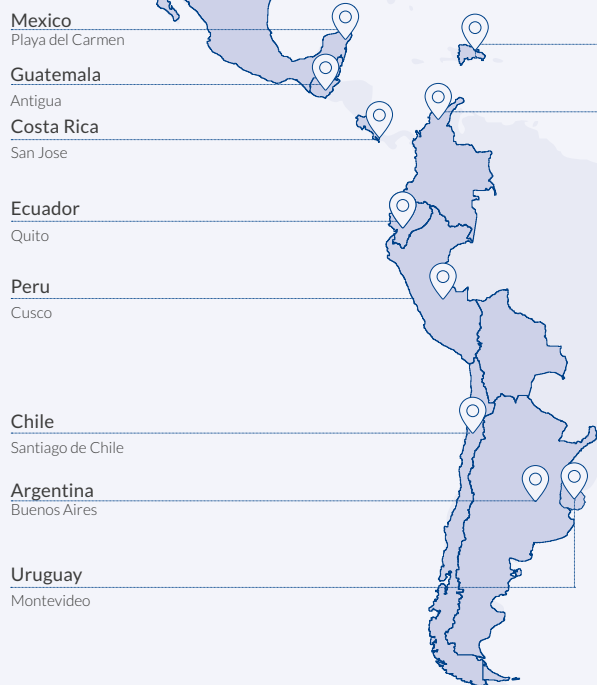 Mexico
Playa del Carmen
Guatemala
Antigua
Costa Rica
San Jose
Ecuador
Quito
Peru
Cusco
Chile
Santiago de Chile
Argentina
Buenos Aires
Uruguay
Montevideo